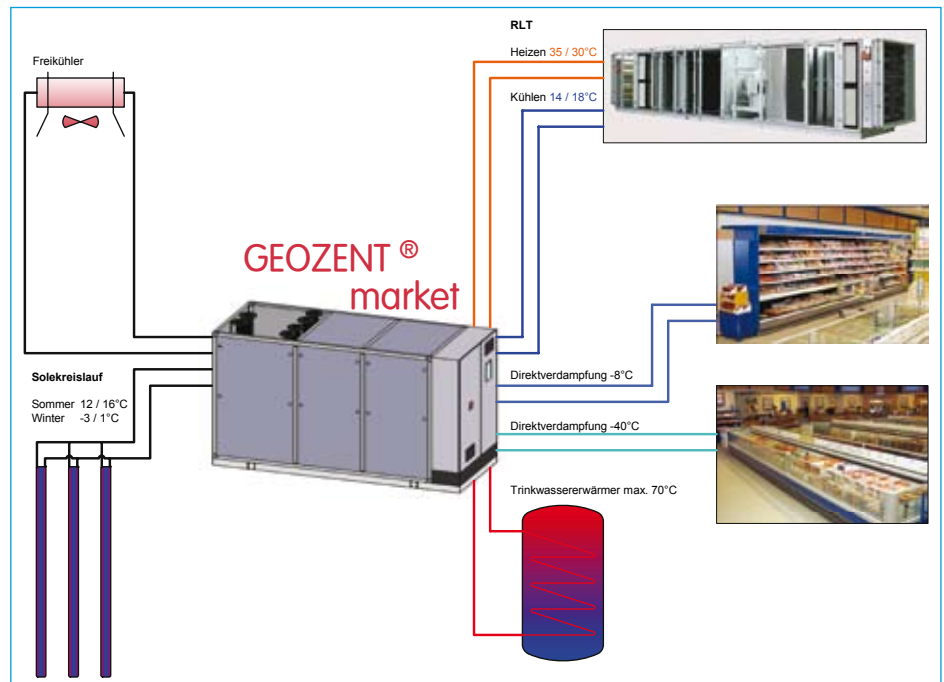 RLT
Heizen 35 / 30°C
Freikühler
Kühlen 14 / 18°C
GEOZENT ®
market
Solekreislauf
Sommer 12 / 16°C
Winter -3 / 1°C
Direktverdampfung -8°C
Direktverdampfung -40°C
Trinkwassererwärmer max. 70°C